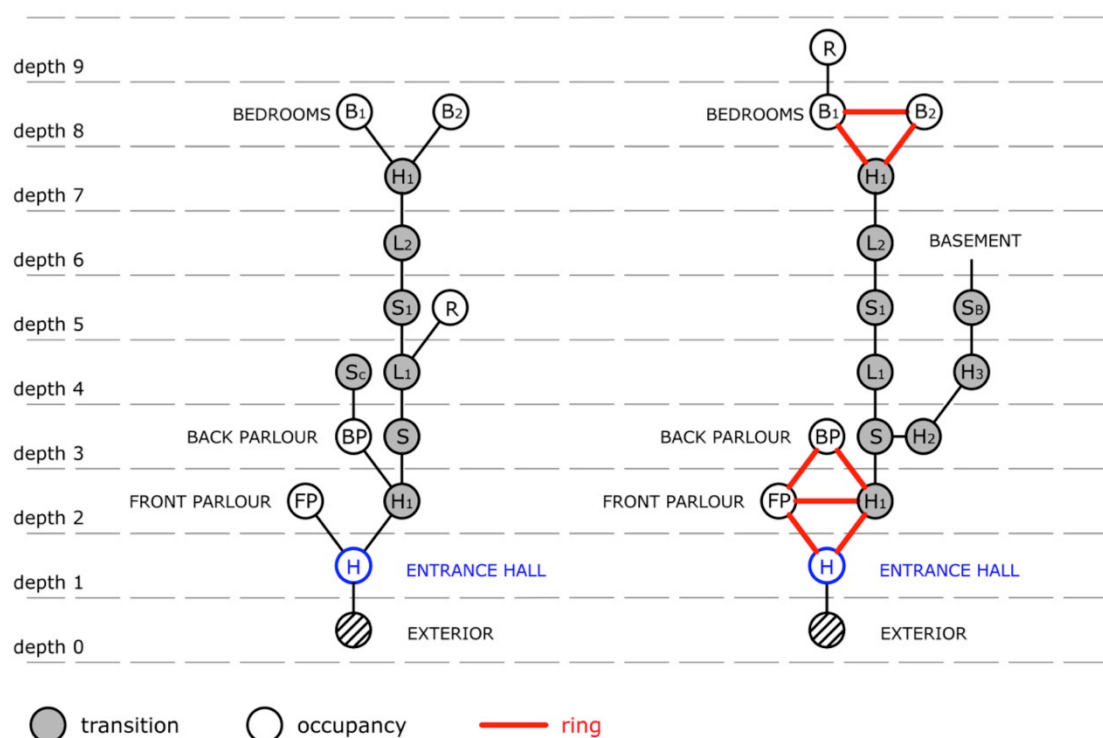 depth 9
R
depth 8
BEDROOMS B1 B2
BEDROOMS B1 B2
depth 7
H1
H1
depth 6
L2
L2
BASEMENT
depth 5
S1 R
S1 SB
depth 4
Sc L1
L1 H3
depth 3
BACK PARLOUR BP S
BACK PARLOUR BP S H2
depth 2
FRONT PARLOUR FP H1
FRONT PARLOUR FP H1
depth 1
H ENTRANCE HALL
H ENTRANCE HALL
depth 0
EXTERIOR
EXTERIOR
transition occupancy ring